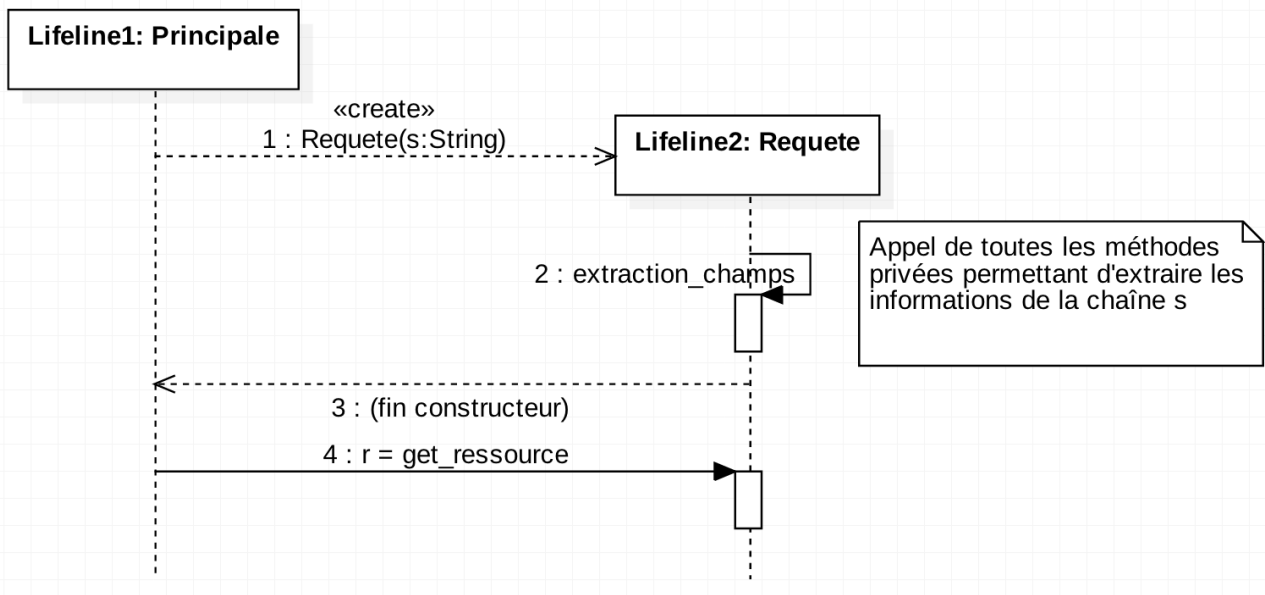 Lifeline1: Principale
«create»
1 : Requete(s:String)
Lifeline2: Requete
2 : extraction_champs
Appel de toutes les méthodes
privées permettant d'extraire les
informations de la chaîne s
3 : (fin constructeur)
4 : r = get_ressource